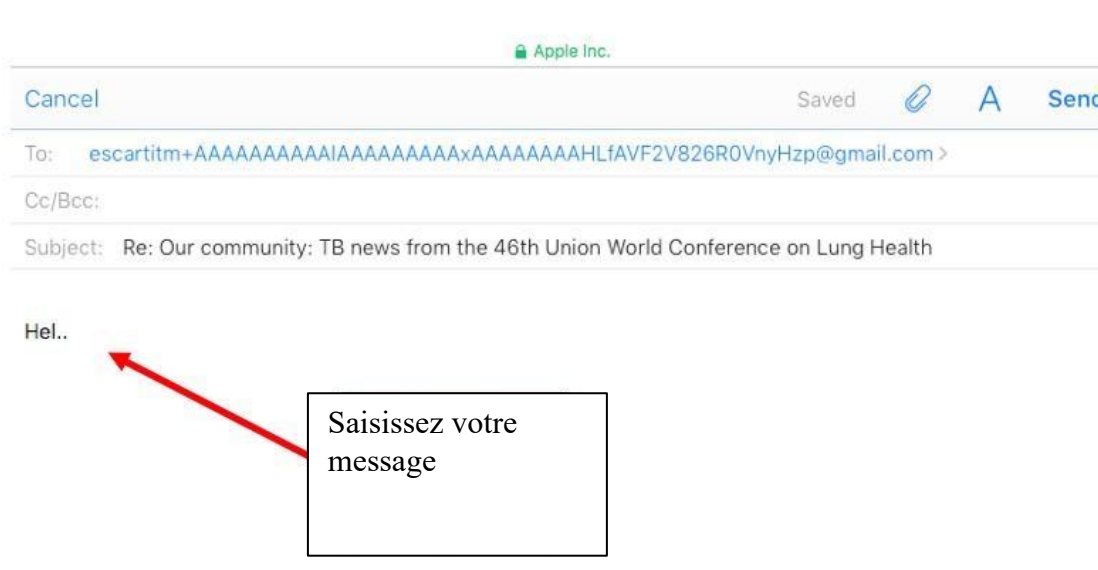 Apple Inc.
Cancel Saved A Send
To: escartitm+AAAAAAAAAAIAAAAAAAAAxAAAAAAAAHLfAVF2V826R0VnyHzp@gmail.com >
Cc/Bcc:
Subject: Re: Our community: TB news from the 46th Union World Conference on Lung Health
Hel..
Saisissez votre
message